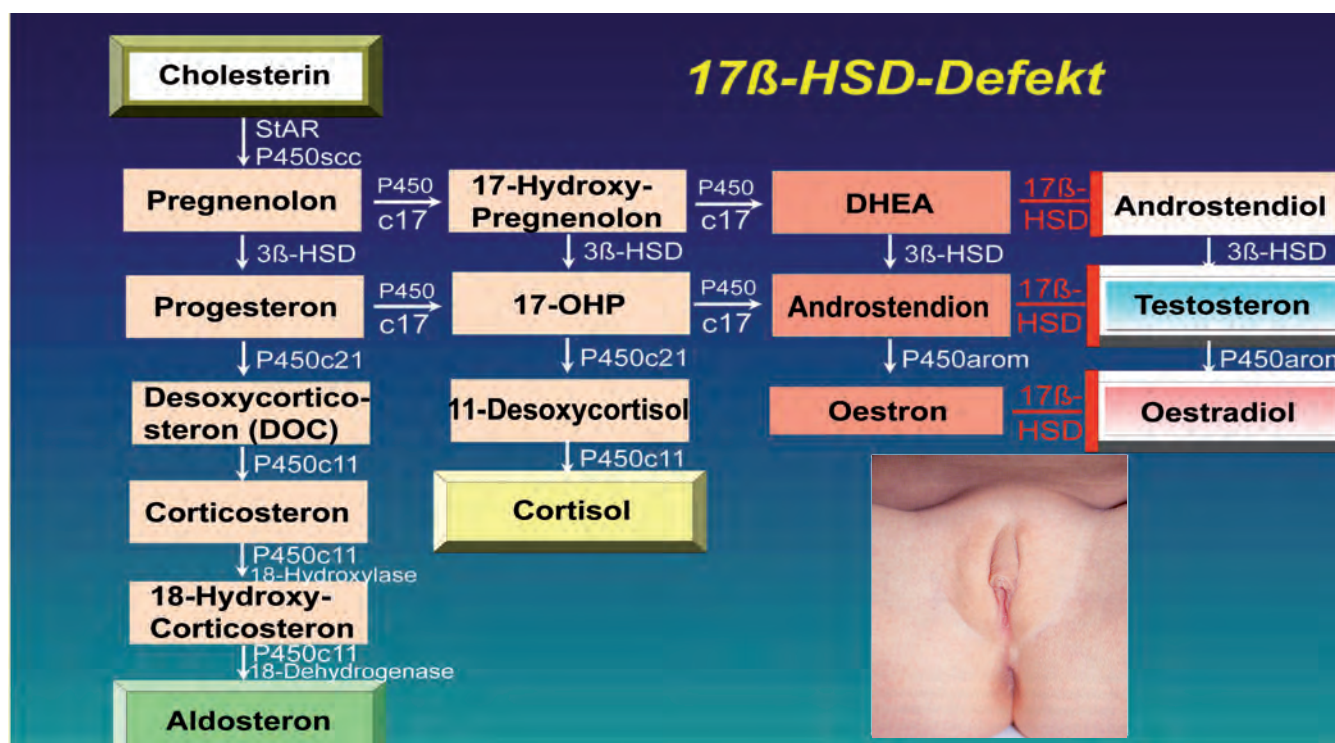 17ß-HSD-Defekt
Cholesterin
StAR
P450scc
Pregnenolon
P450
c17
17-Hydroxy-
Pregnenolon
P450
c17
DHEA
17ß-
HSD
Androstendiol
3ß-HSD
3ß-HSD
3ß-HSD
3ß-HSD
Progesteron
P450
c17
17-OHP
P450
c17
Androstendion
17ß-
HSD
Testosteron
P450c21
P450c21
P450arom
P450arom
Desoxycortico-
steron (DOC)
11-Desoxycortisol
Oestron
17ß-
HSD
Oestradiol
P450c11
P450c11
Corticosteron
Cortisol
P450c11
18-Hydroxylase
18-Hydroxy-
Corticosteron
P450c11
18-Dehydrogenase
Aldosteron